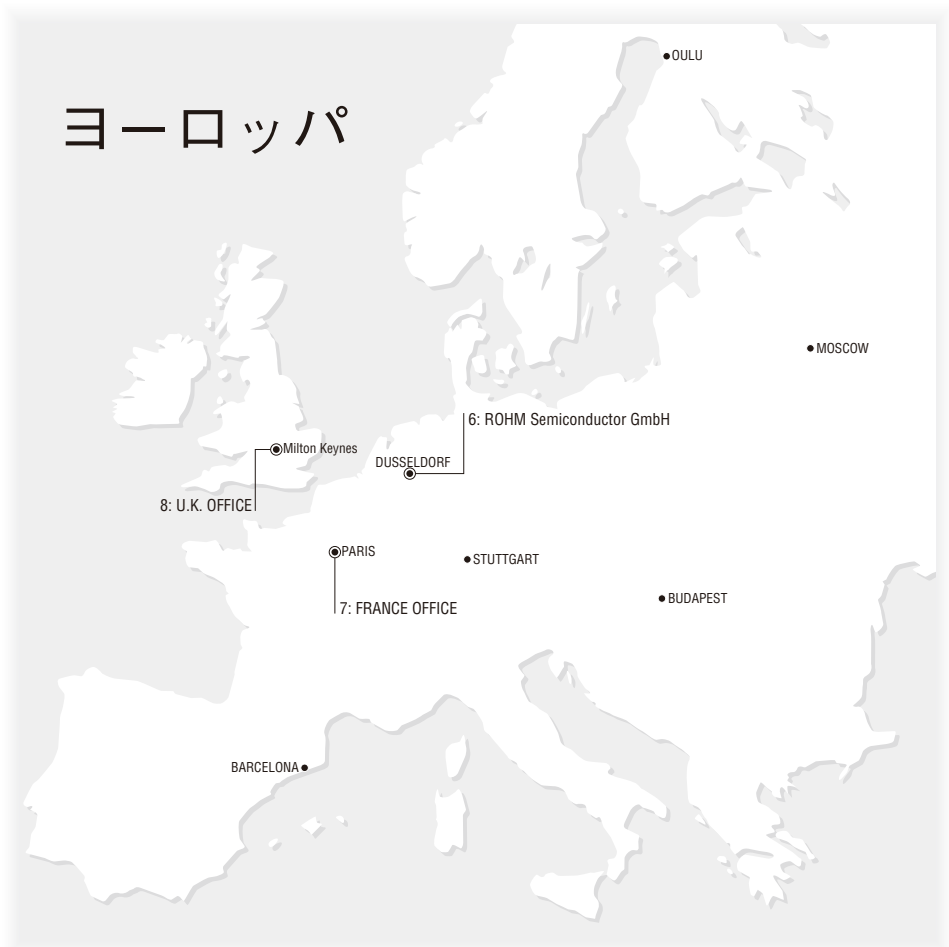 OULU
ヨーロッパ
MOSCOW
6: ROHM Semiconductor GmbH
Milton Keynes
DUSSELDORF
8: U.K. OFFICE
PARIS
STUTTGART
BUDAPEST
7: FRANCE OFFICE
BARCELONA